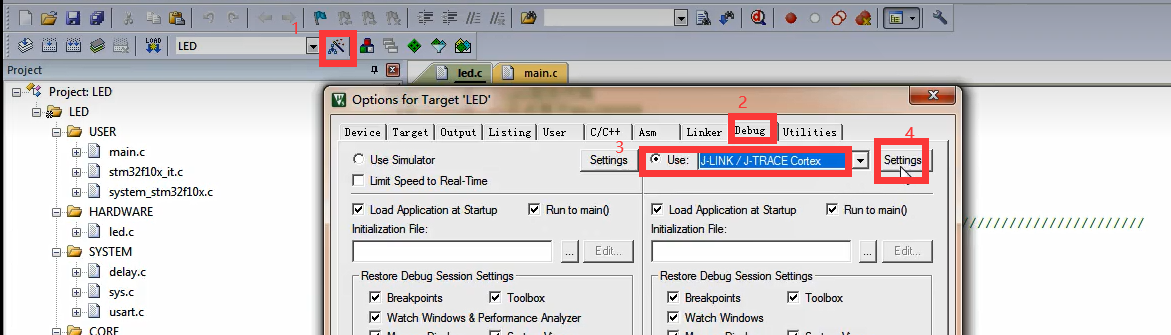 1
LOAD
LED
Project
led.c
main.c
Project: LED
LED
USER
main.c
stm32f10x_it.c
system_stm32f10x.c
HARDWARE
led.c
SYSTEM
delay.c
sys.c
usart.c
CORE
Options for Target 'LED'
2
Device
Target
Output
Listing
User
C/C++
Asm
Linker
Debug
Utilities
3
4
Use Simulator
Settings
Use:
J-LINK / J-TRACE Cortex
Settings
Limit Speed to Real-Time
Load Application at Startup
Run to main()
Load Application at Startup
Run to main()
Initialization File:
Initialization File:
...
Edit...
...
Edit...
Restore Debug Session Settings
Restore Debug Session Settings
Breakpoints
Toolbox
Breakpoints
Toolbox
Watch Windows & Performance Analyzer
Watch Windows